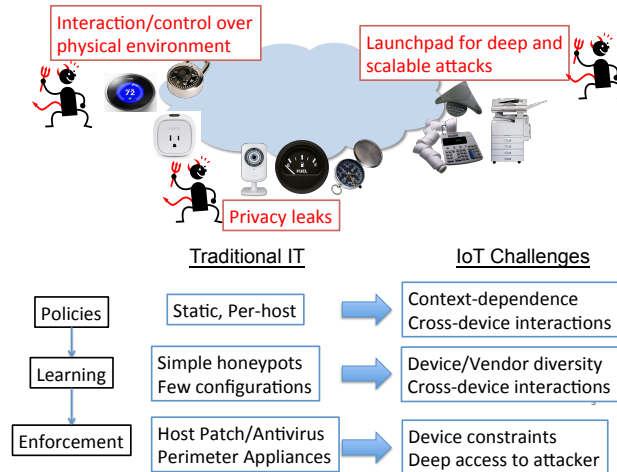 Interaction/control over
physical environment
Launchpad for deep and
scalable attacks
72
FUEL
Privacy leaks
Traditional IT
IoT Challenges
Policies
Static, Per-host
Context-dependence
Cross-device interactions
Learning
Simple honeypots
Few configurations
Device/Vendor diversity
Cross-device interactions
Enforcement
Host Patch/Antivirus
Perimeter Appliances
Device constraints
Deep access to attacker